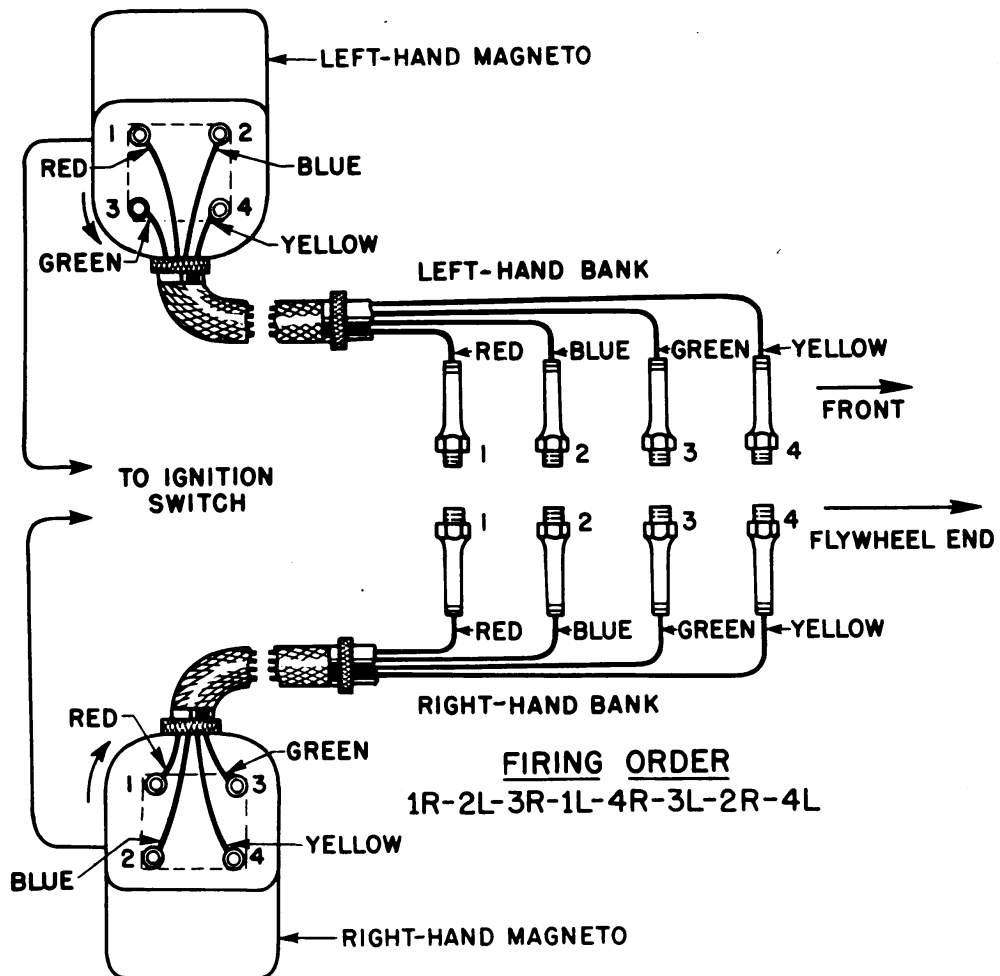 LEFT-HAND MAGNETO
1
2
RED
BLUE
3
4
GREEN
YELLOW
LEFT-HAND BANK
RED
BLUE
GREEN
YELLOW
FRONT
1
2
3
4
TO IGNITION
SWITCH
1
2
3
4
FLYWHEEL END
RED
BLUE
GREEN
YELLOW
RIGHT-HAND BANK
RED
GREEN
1
3
2
4
YELLOW
BLUE
FIRING ORDER
1R-2L-3R-1L-4R-3L-2R-4L
RIGHT-HAND MAGNETO